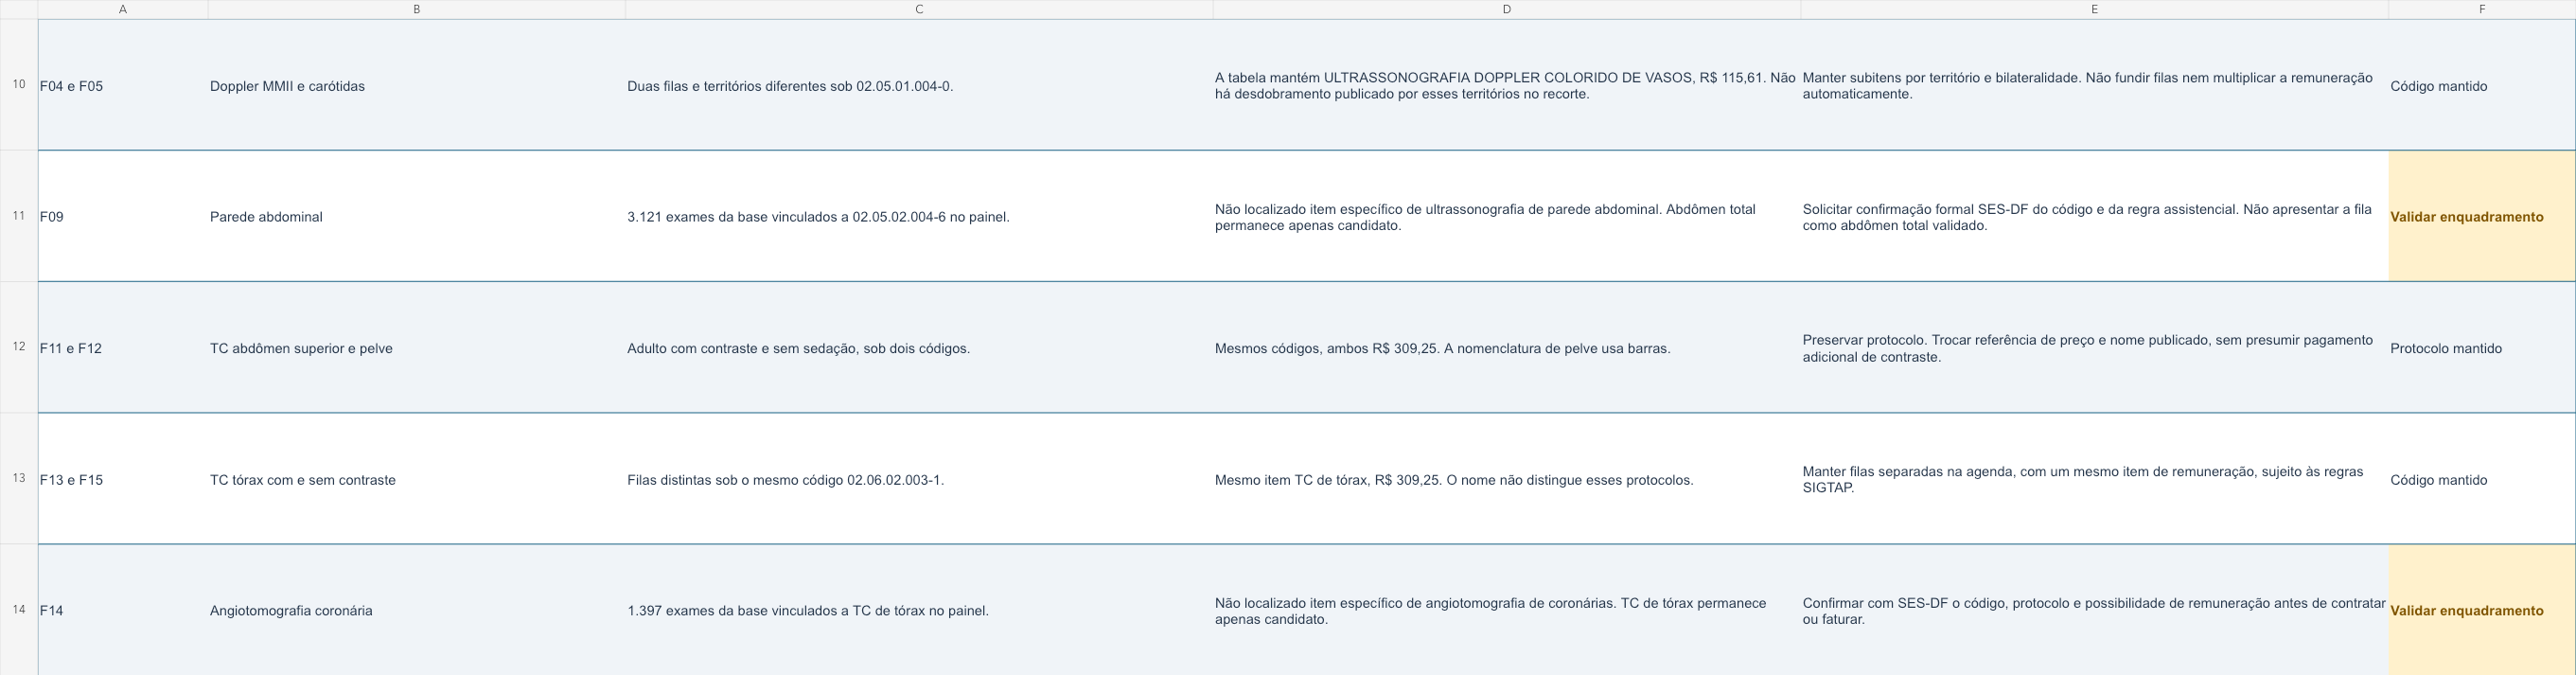 A B C D E F
10 F04 e F05 Doppler MMII e carótidas Duas filas e territórios diferentes sob 02.05.01.004-0. A tabela mantém ULTRASSONOGRAFIA DOPPLER COLORIDO DE VASOS, R$ 115,61. Não
há desdobramento publicado por esses territórios no recorte. Manter subitens por território e bilateralidade. Não fundir filas nem multiplicar a remuneração
automaticamente. Código mantido
11 F09 Parede abdominal 3.121 exames da base vinculados a 02.05.02.004-6 no painel. Não localizado item específico de ultrassonografia de parede abdominal. Abdômen total
permanece apenas candidato. Solicitar confirmação formal SES-DF do código e da regra assistencial. Não apresentar a fila
como abdômen total validado. Validar enquadramento
12 F11 e F12 TC abdômen superior e pelve Adulto com contraste e sem sedação, sob dois códigos. Mesmos códigos, ambos R$ 309,25. A nomenclatura de pelve usa barras. Preservar protocolo. Trocar referência de preço e nome publicado, sem presumir pagamento
adicional de contraste. Protocolo mantido
13 F13 e F15 TC tórax com e sem contraste Filas distintas sob o mesmo código 02.06.02.003-1. Mesmo item TC de tórax, R$ 309,25. O nome não distingue esses protocolos. Manter filas separadas na agenda, com um mesmo item de remuneração, sujeito às regras
SIGTAP. Código mantido
14 F14 Angiotomografia coronária 1.397 exames da base vinculados a TC de tórax no painel. Não localizado item específico de angiotomografia de coronárias. TC de tórax permanece
apenas candidato. Confirmar com SES-DF o código, protocolo e possibilidade de remuneração antes de contratar
ou faturar. Validar enquadramento